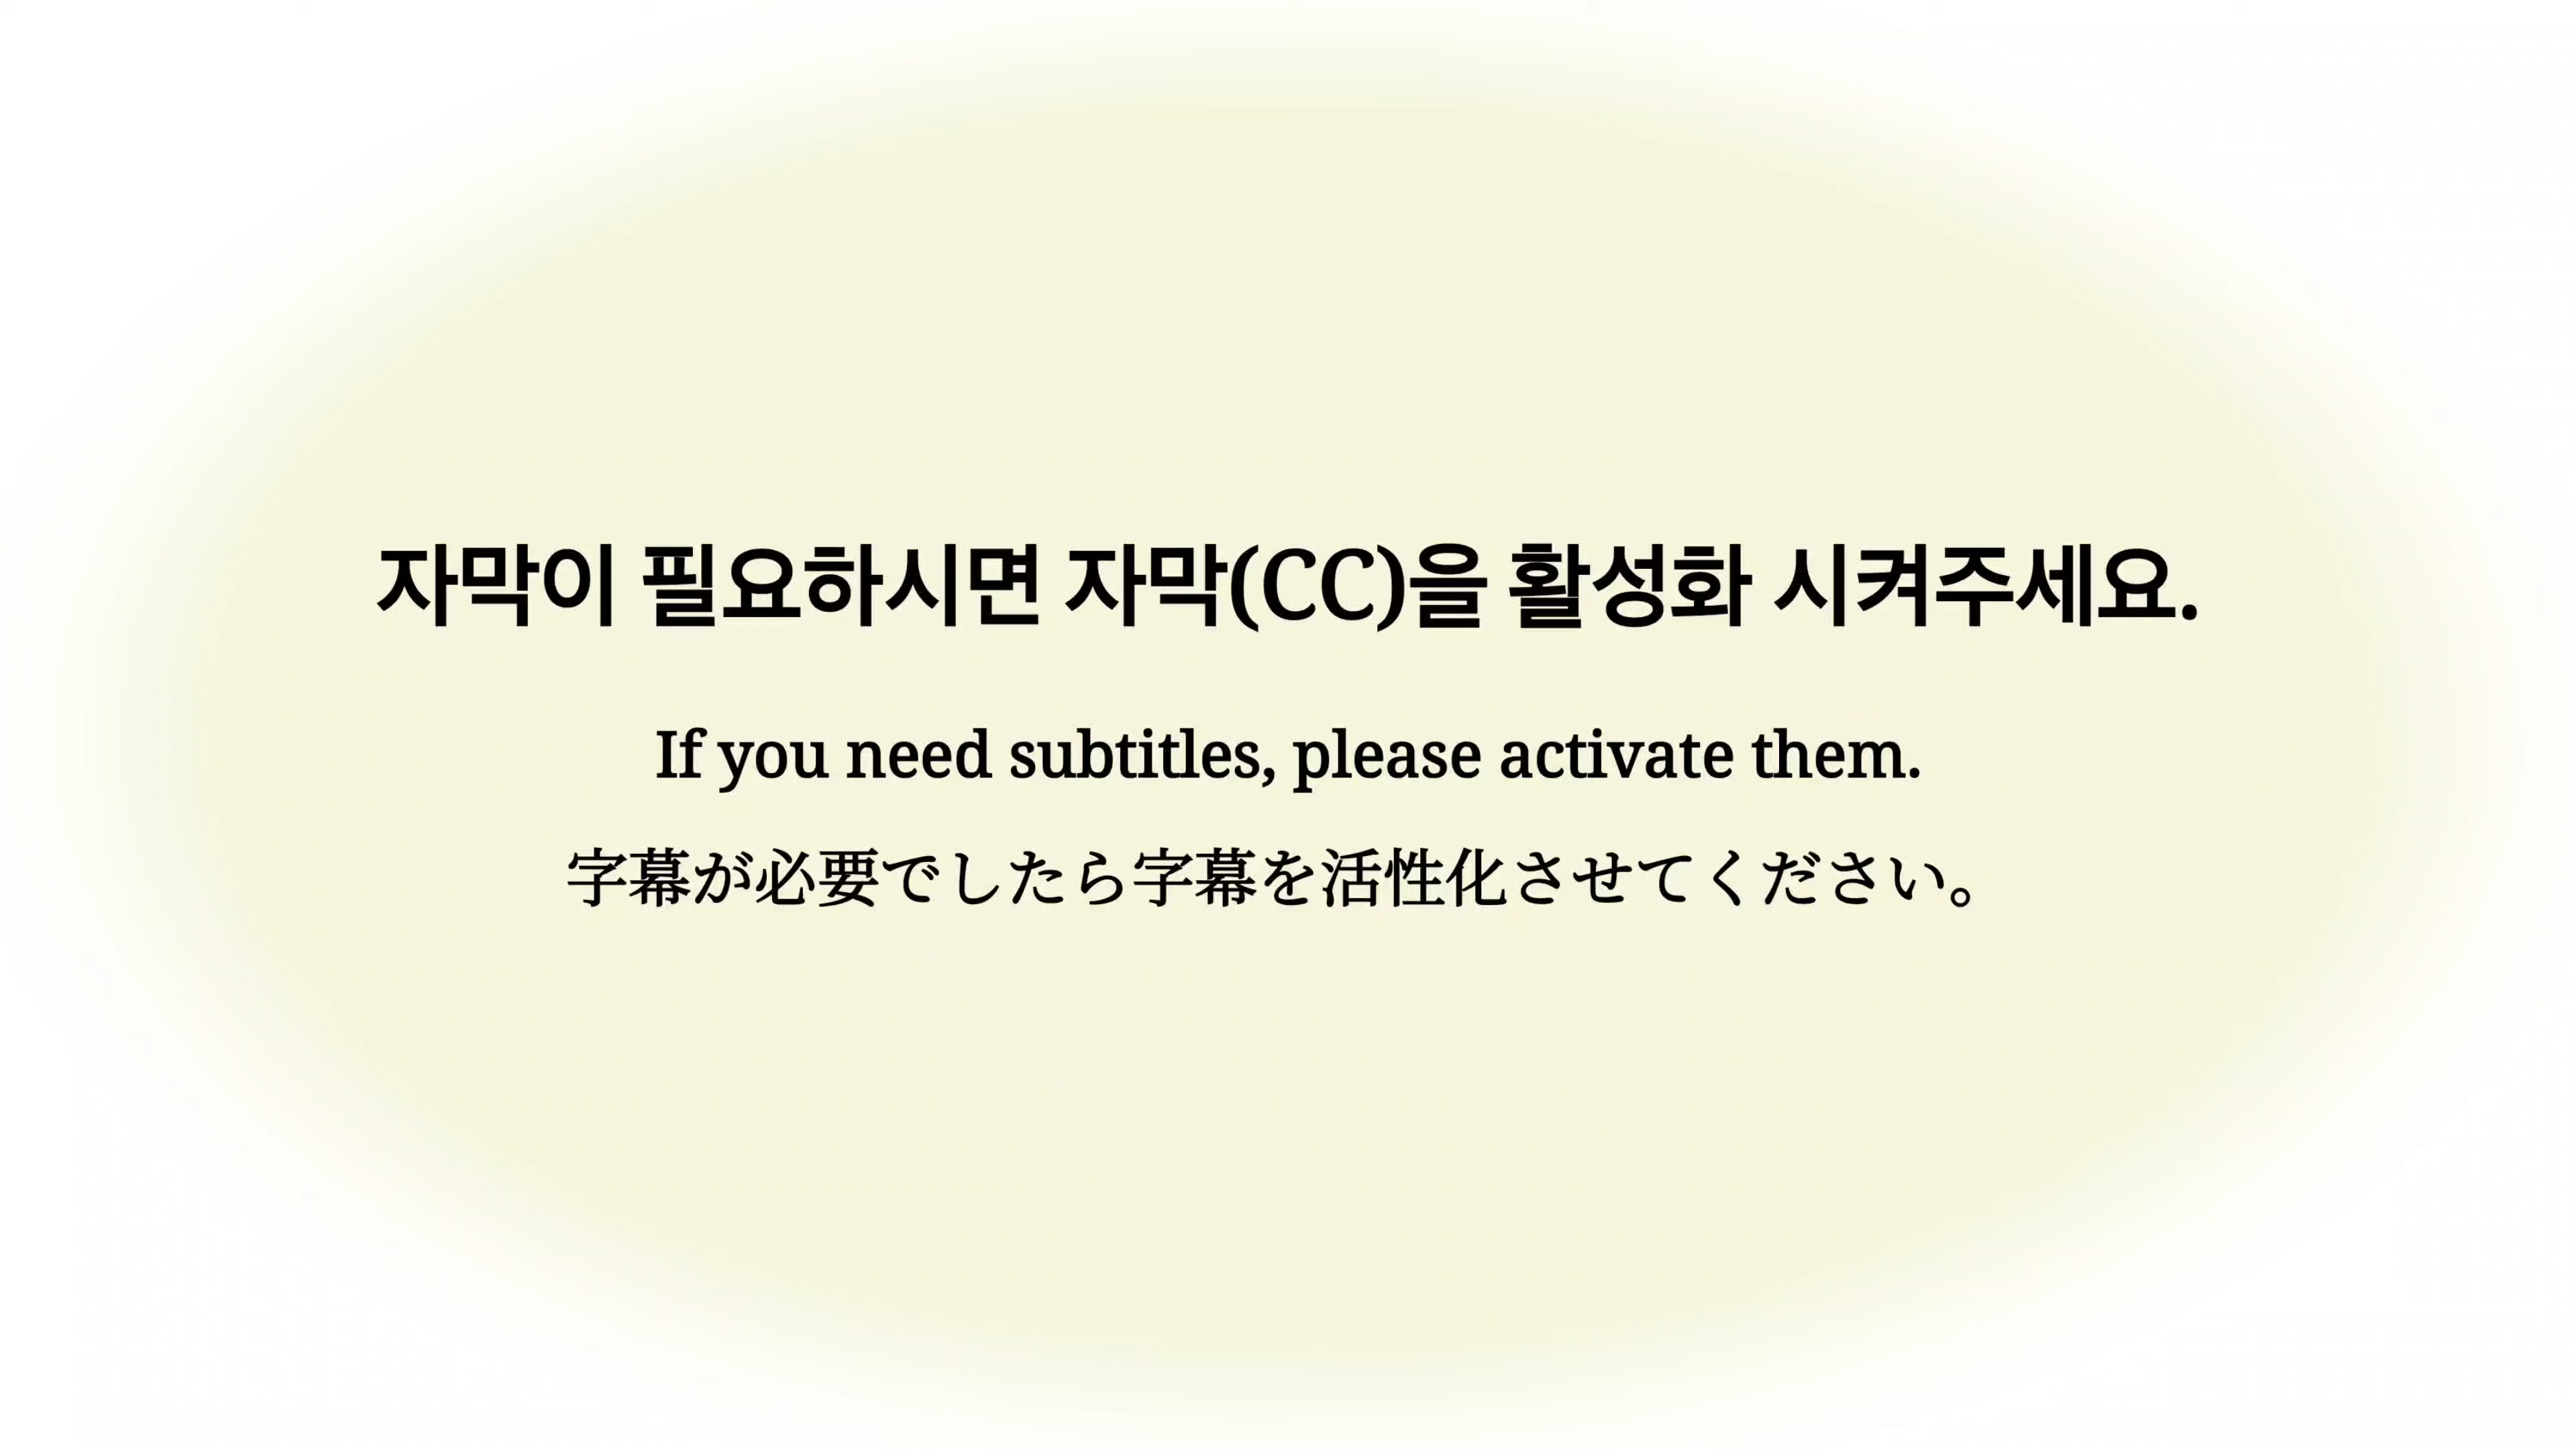 자막이 필요하시면 자막(CC)을 활성화 시켜주세요.
If you need subtitles, please activate them.
字幕が必要でしたら字幕を活性化させてください。